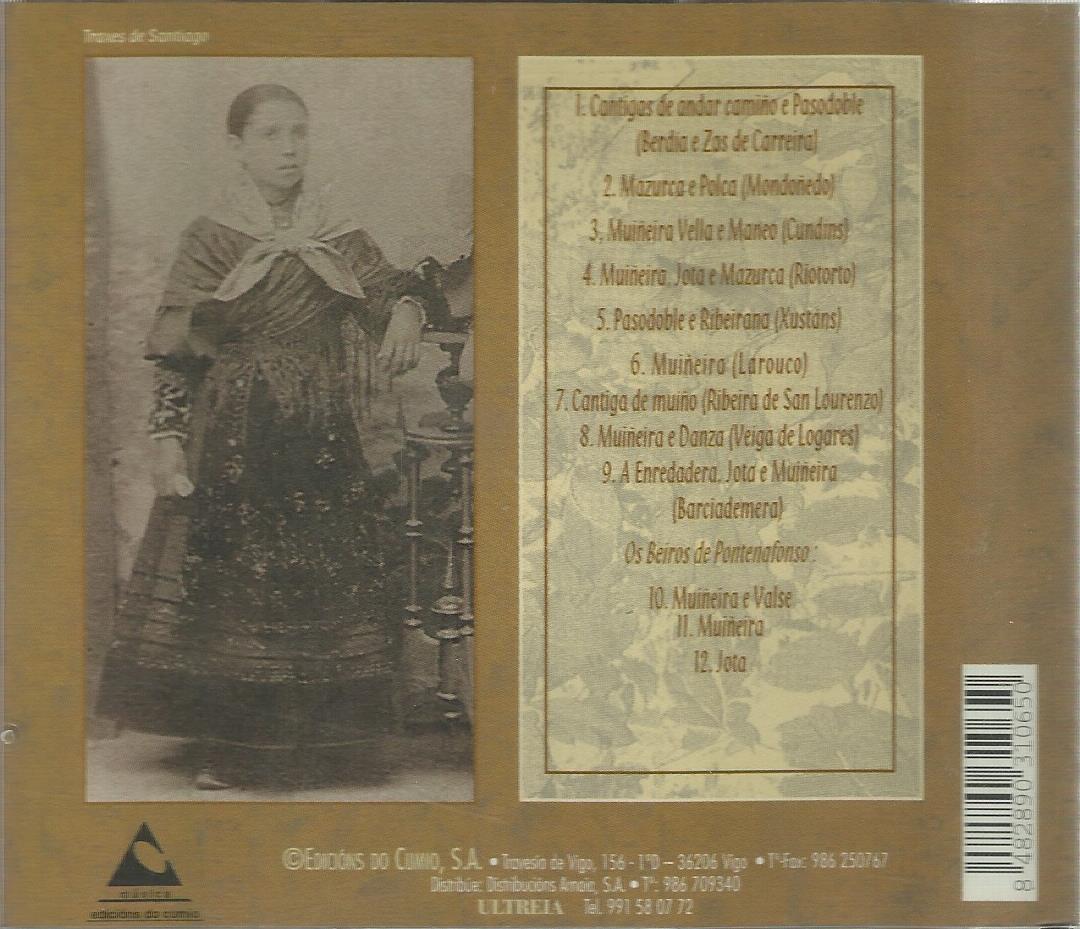 Traxes de Santiago
1. Cantigas de andar camiño e Pasodoble
(Berdia e Zas de Carreira)
2. Mazurca e Polca (Mondoñedo)
3. Muiñeira Vella e Maneo (Cundins)
4. Muiñeira, Jota e Mazurca (Riotorto)
5. Pasodoble e Ribeirana (Xustáns)
6. Muiñeira (Larouco)
7. Cantiga de muiño (Ribeira de San Lourenzo)
8. Muiñeira e Danza (Veiga de Logares)
9. A Enredadera, Jota e Muiñeira
(Barciademera)
Os Beiros de Pontenafonso :
10. Muiñeira e Valse
11. Muiñeira
12. Jota
8 482890 310650
música
edicións do cumio
©EDICIÓNS DO CUMIO, S.A. • Travesía de Vigo, 156 - 1ºD – 36206 Vigo • Tº-Fax: 986 250767
Distribúe: Distribucións Arnoia, S.A. • Tº: 986 709340
ULTREIA Tel. 991 58 07 72